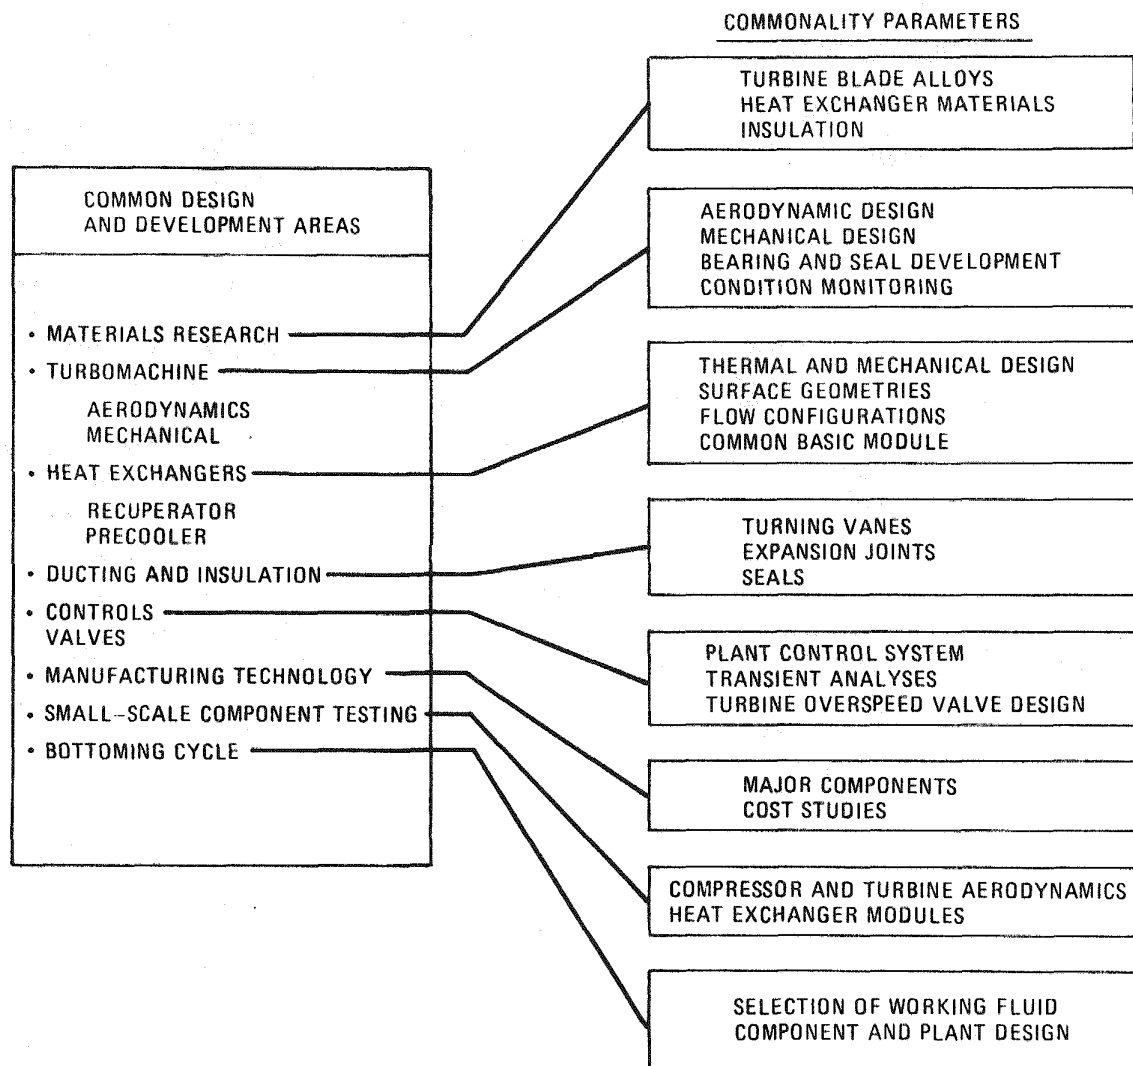 COMMONALITY PARAMETERS
COMMON DESIGN
AND DEVELOPMENT AREAS
• MATERIALS RESEARCH
• TURBOMACHINE
AERODYNAMICS
MECHANICAL
• HEAT EXCHANGERS
RECUPERATOR
PRECOOLER
• DUCTING AND INSULATION
• CONTROLS
VALVES
• MANUFACTURING TECHNOLOGY
• SMALL-SCALE COMPONENT TESTING
• BOTTOMING CYCLE
TURBINE BLADE ALLOYS
HEAT EXCHANGER MATERIALS
INSULATION
AERODYNAMIC DESIGN
MECHANICAL DESIGN
BEARING AND SEAL DEVELOPMENT
CONDITION MONITORING
THERMAL AND MECHANICAL DESIGN
SURFACE GEOMETRIES
FLOW CONFIGURATIONS
COMMON BASIC MODULE
TURNING VANES
EXPANSION JOINTS
SEALS
PLANT CONTROL SYSTEM
TRANSIENT ANALYSES
TURBINE OVERSPEED VALVE DESIGN
MAJOR COMPONENTS
COST STUDIES
COMPRESSOR AND TURBINE AERODYNAMICS
HEAT EXCHANGER MODULES
SELECTION OF WORKING FLUID
COMPONENT AND PLANT DESIGN